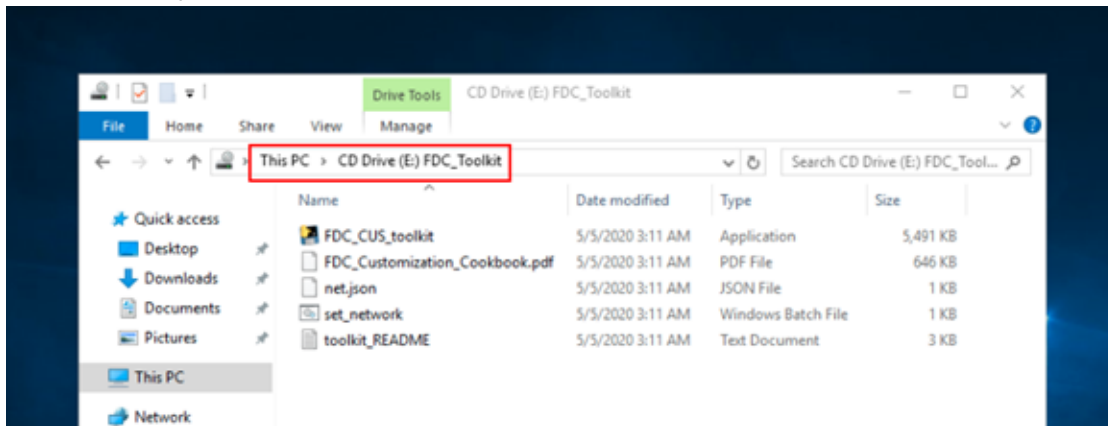 Drive Tools CD Drive (E:) FDC_Toolkit
File Home Share View Manage
This PC > CD Drive (E:) FDC_Toolkit Search CD Drive (E:) FDC_Tool...
Name Date modified Type Size
Quick access
Desktop
Downloads
Documents
Pictures
This PC
Network
FDC_CUS_toolkit 5/5/2020 3:11 AM Application 5,491 KB
FDC_Customization_Cookbook.pdf 5/5/2020 3:11 AM PDF File 646 KB
net.json 5/5/2020 3:11 AM JSON File 1 KB
set_network 5/5/2020 3:11 AM Windows Batch File 1 KB
toolkit_README 5/5/2020 3:11 AM Text Document 3 KB